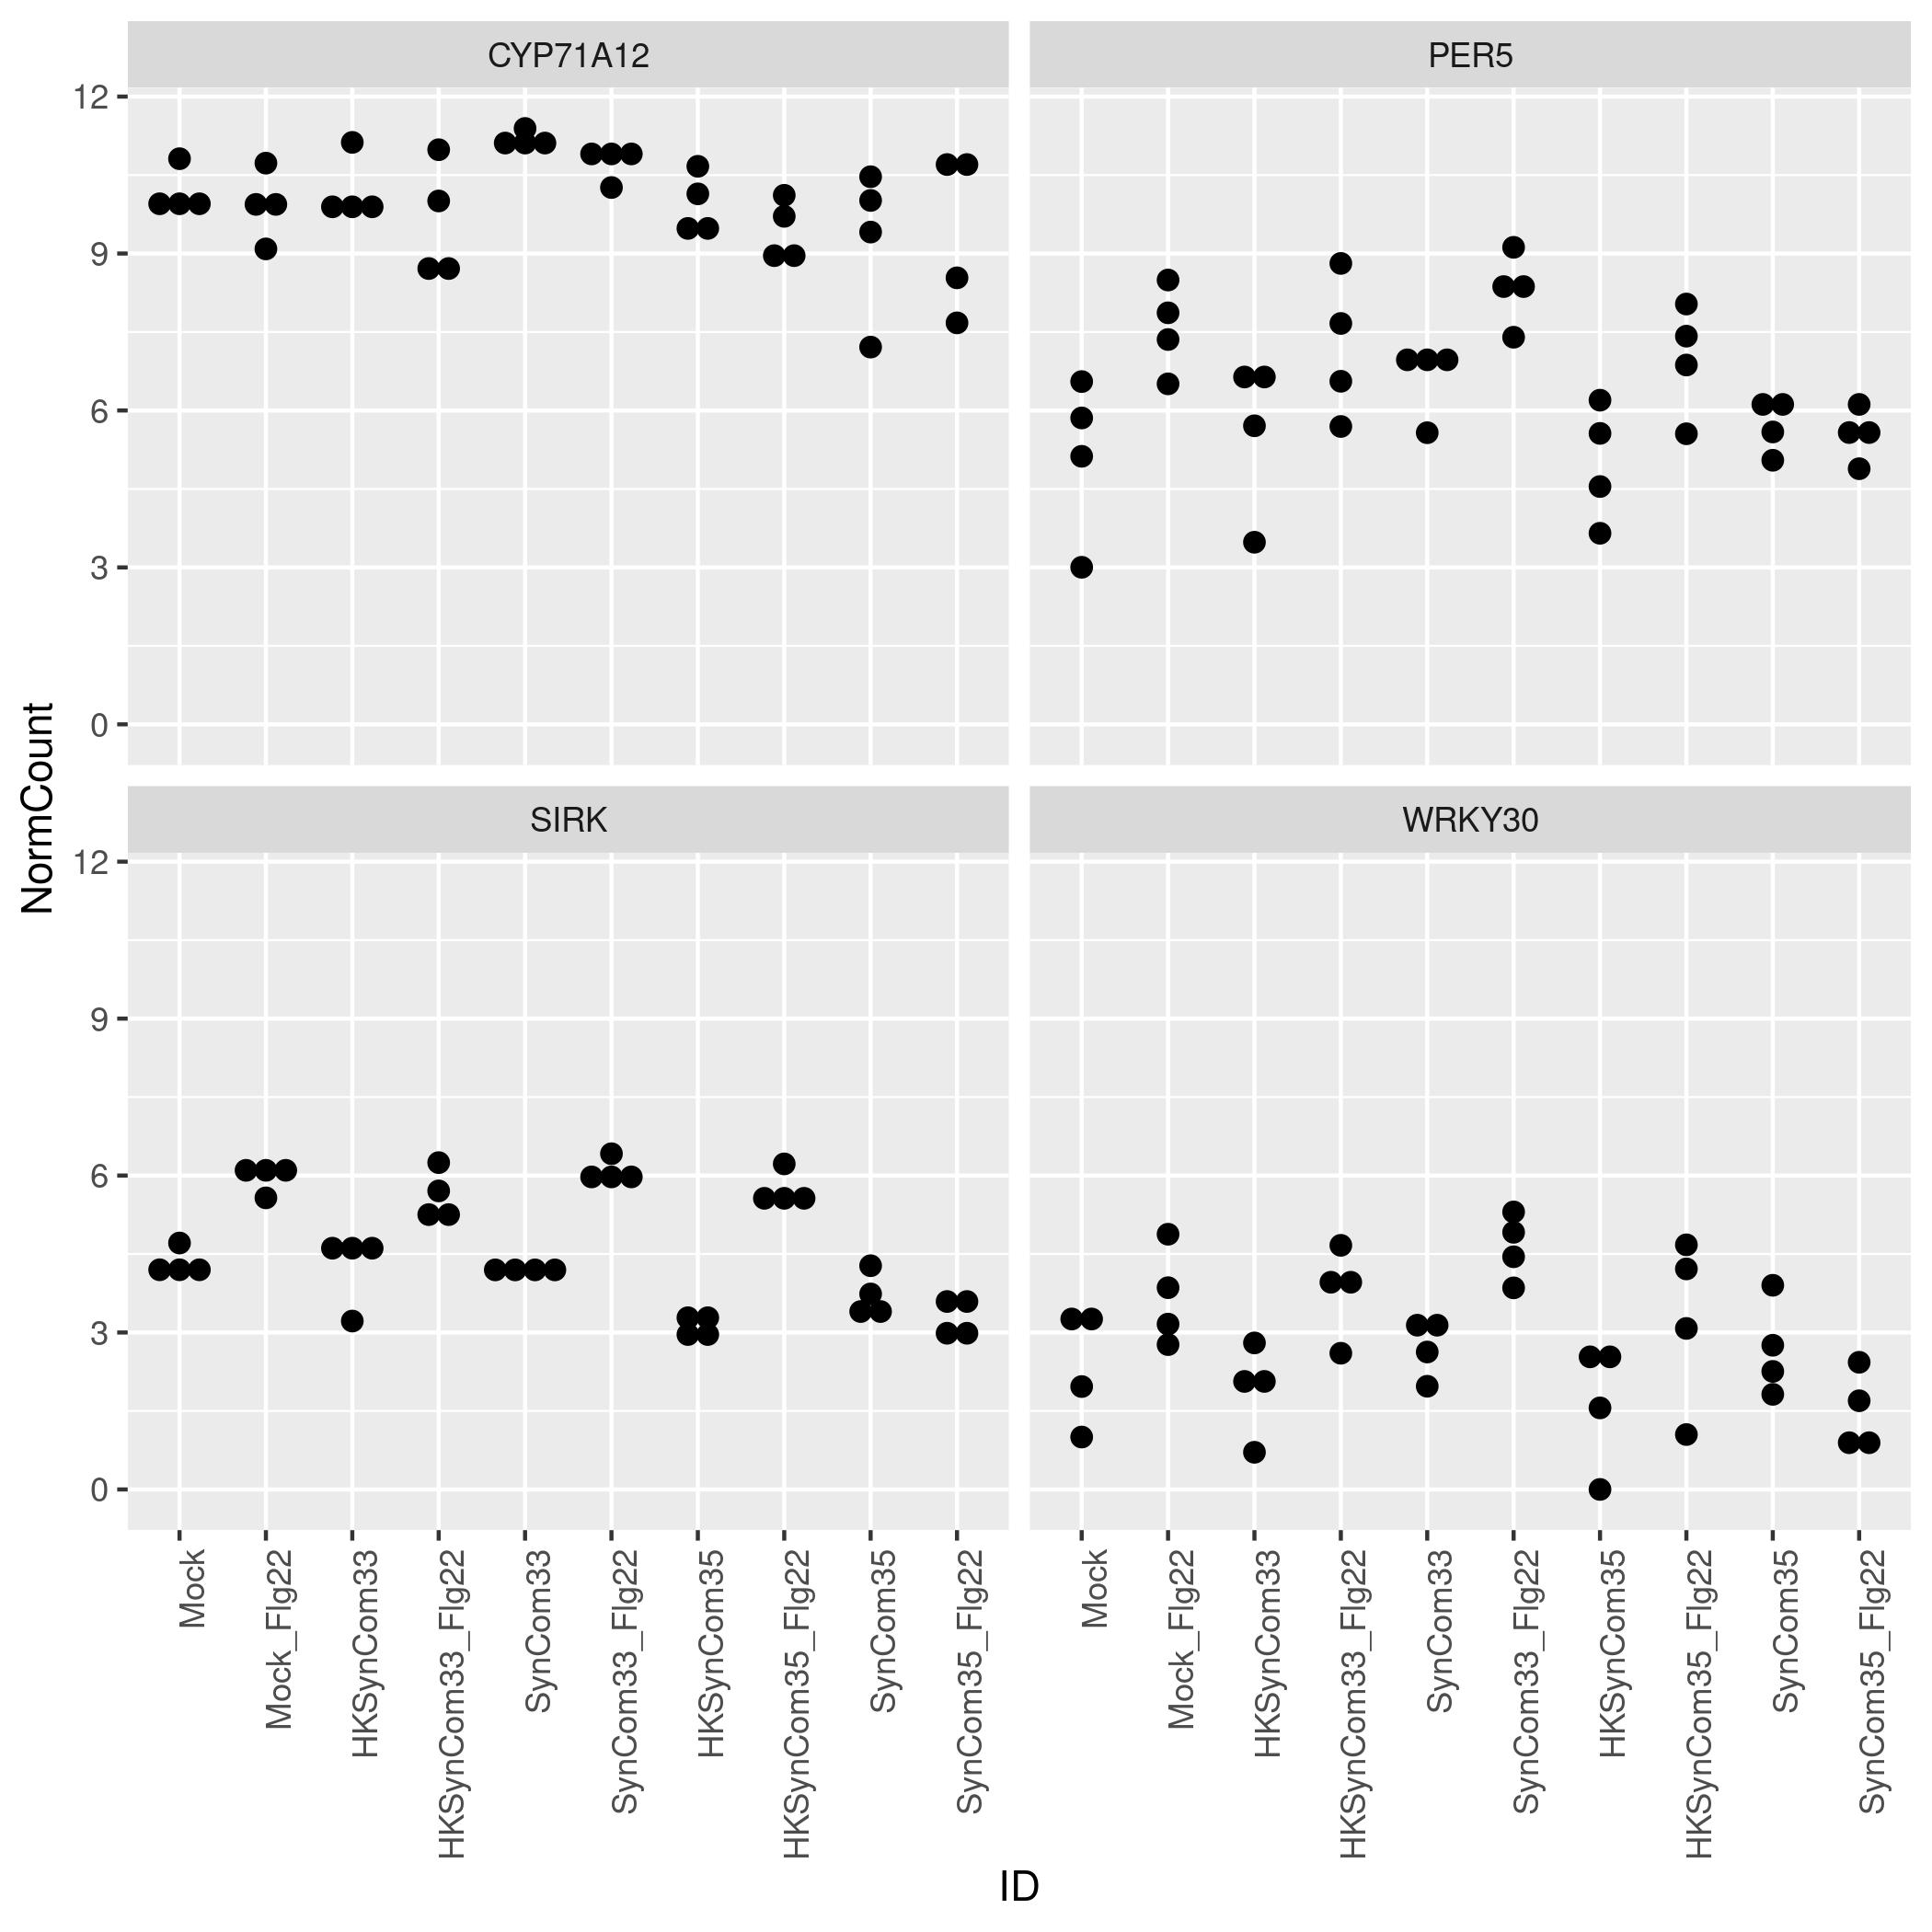 CYP71A12 PER5
12
9
6
3
0
SIRK WRKY30
12
9
6
3
0
NormCount
Mock
Mock_Flg22
HKSynCom33
HKSynCom33_Flg22
SynCom33
SynCom33_Flg22
HKSynCom35
HKSynCom35_Flg22
SynCom35
SynCom35_Flg22
Mock
Mock_Flg22
HKSynCom33
HKSynCom33_Flg22
SynCom33
SynCom33_Flg22
HKSynCom35
HKSynCom35_Flg22
SynCom35
SynCom35_Flg22
ID